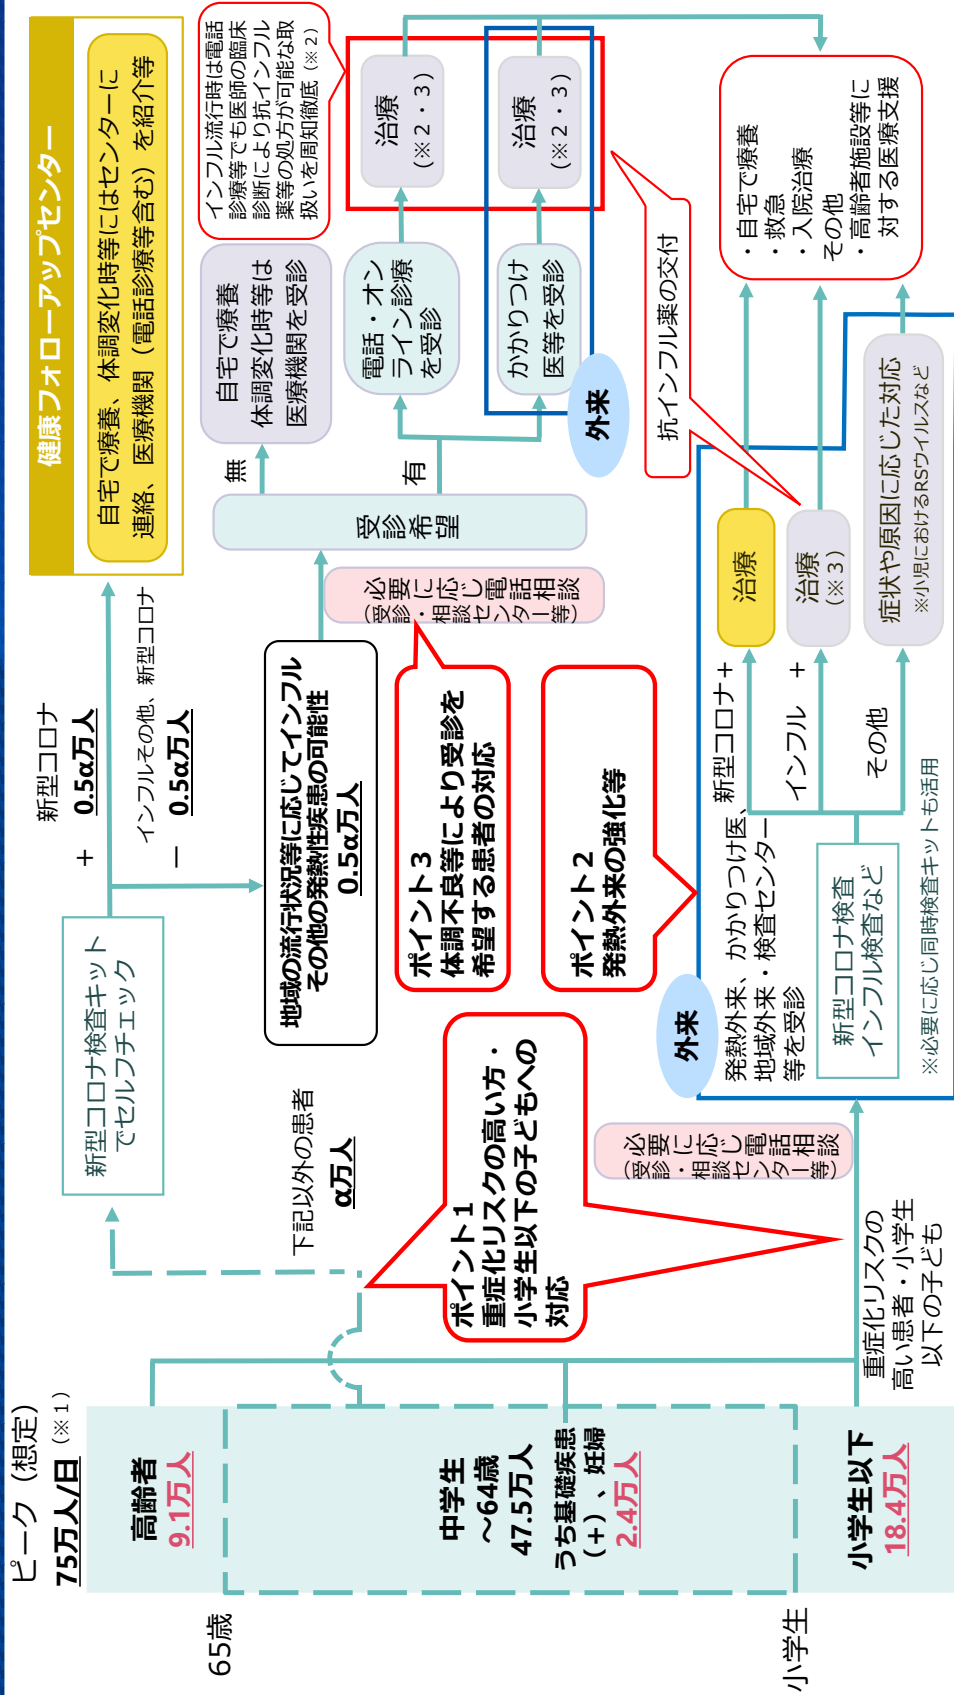 ピーク（想定）
75万人/日（※１）
65歳
高齢者
9.1万人
中学生
～64歳
47.5万人
うち基礎疾患
（+）、妊婦
2.4万人
小学生
小学生以下
18.4万人
下記以外の患者
α万人
新型コロナ検査キット
でセルフチェック
＋
新型コロナ
0.5α万人
－
インフルその他、新型コロナ
0.5α万人
健康フォローアップセンター
自宅で療養、体調変化時等にはセンターに
連絡、医療機関（電話診療等含む）を紹介等
地域の流行状況等に応じてインフル
その他の発熱性疾患の可能性
0.5α万人
必要に応じ電話相談
（受診・相談センター等）
受診希望
無
有
自宅で療養
体調変化時等は
医療機関を受診
電話・オン
ライン診療
を受診
かかりつけ
医等を受診
外来
インフル流行時は電話
診療等でも医師の臨床
診断により抗インフル
薬等の処方が可能な取
扱いを周知徹底（※２）
治療
（※２・３）
治療
（※２・３）
ポイント３
体調不良等により受診を
希望する患者の対応
ポイント１
重症化リスクの高い方・
小学生以下の子どもへの
対応
ポイント２
発熱外来の強化等
重症化リスクの
高い患者・小学生
以下の子ども
必要に応じ電話相談
（受診・相談センター等）
外来
発熱外来、かかりつけ医、
地域外来・検査センター
等を受診
新型コロナ検査
インフル検査など
※必要に応じ同時検査キットも活用
新型コロナ＋
インフル ＋
その他
治療
治療
（※３）
症状や原因に応じた対応
※小児におけるRSウイルスなど
抗インフル薬の交付
・自宅で療養
・救急
・入院治療
その他
・高齢者施設等に
対する医療支援